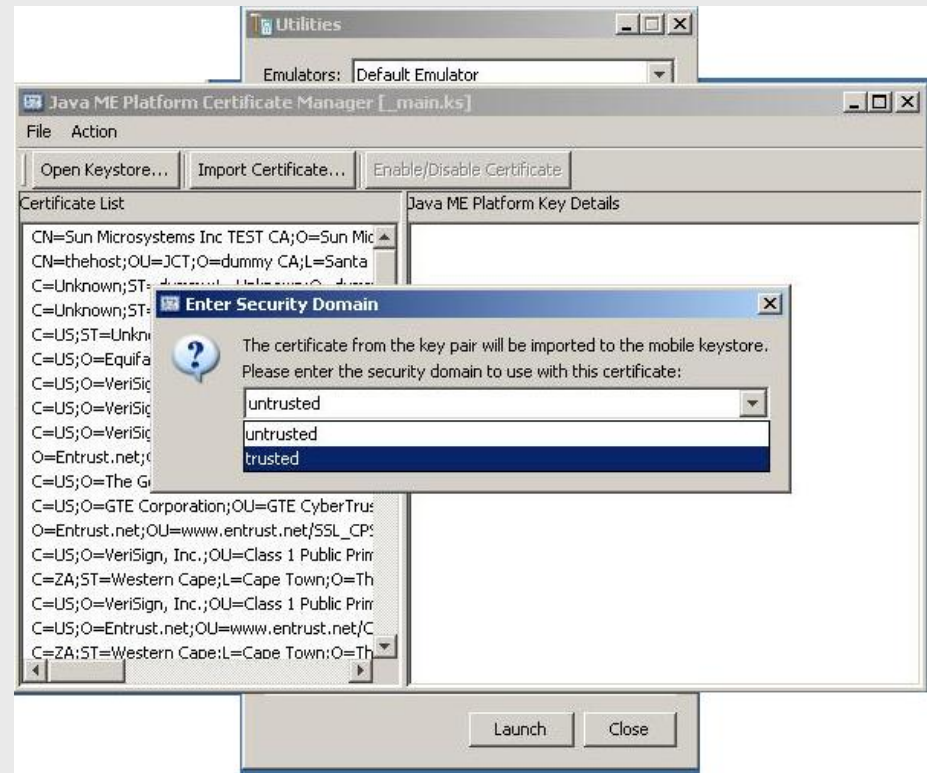 Utilities
Emulators: Default Emulator
Java ME Platform Certificate Manager [_main.ks]
File Action
Open Keystore... Import Certificate... Enable/Disable Certificate
Certificate List
Java ME Platform Key Details
CN=Sun Microsystems Inc TEST CA;O=Sun Mic
CN=thehost;OU=JCT;O=dummy CA;L=Santa
C=Unknown;ST=
C=Unknown;ST=
C=US;ST=Unkn
C=US;O=Equifa
C=US;O=VeriSig
C=US;O=VeriSig
C=US;O=VeriSig
O=Entrust.net;
C=US;O=The G
C=US;O=GTE Corporation;OU=GTE CyberTrus
O=Entrust.net;OU=www.entrust.net/SSL_CPS
C=US;O=VeriSign, Inc.;OU=Class 1 Public Prim
C=ZA;ST=Western Cape;L=Cape Town;O=Th
C=US;O=VeriSign, Inc.;OU=Class 1 Public Prim
C=US;O=Entrust.net;OU=www.entrust.net/C
C=ZA;ST=Western Cape;L=Cape Town;O=Th
Enter Security Domain
The certificate from the key pair will be imported to the mobile keystore.
Please enter the security domain to use with this certificate:
untrusted
untrusted
trusted
Launch Close